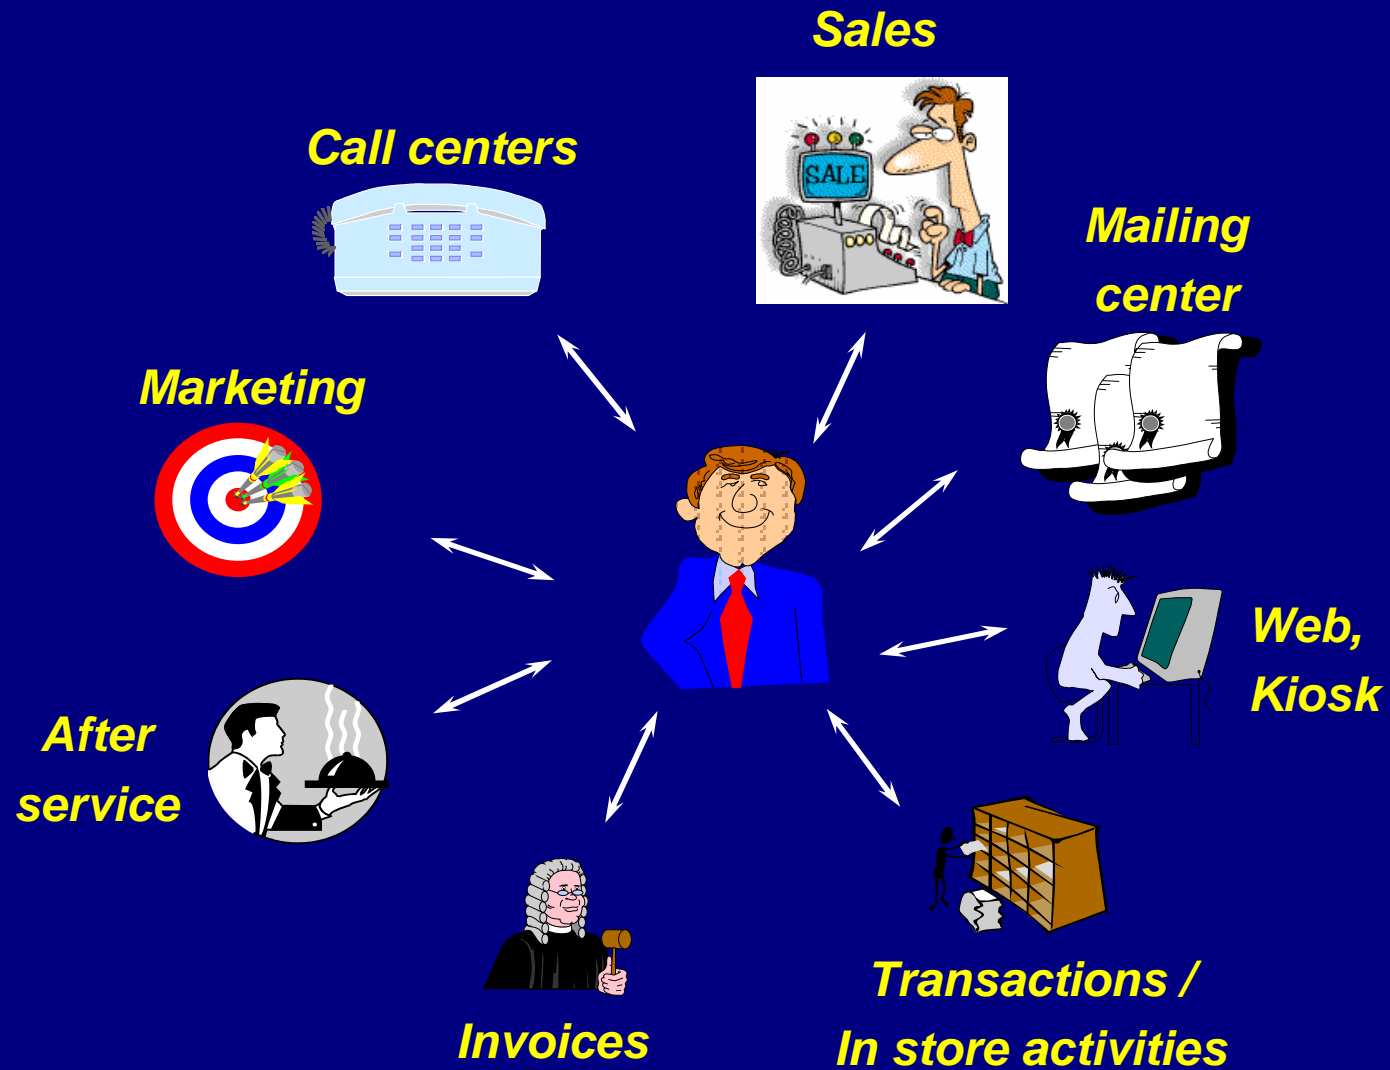 Sales
SALE
Call centers
Mailing
center
Marketing
Web,
Kiosk
After
service
Transactions /
In store activities
Invoices